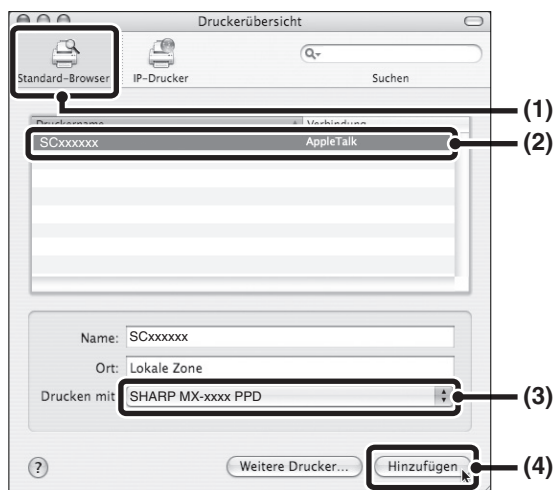 Druckerübersicht
Standard-Browser
IP-Drucker
Suchen
(1)
Druckername
Verbindung
SCxxxxxx
AppleTalk
(2)
Name: SCxxxxxx
Ort: Lokale Zone
Drucken mit SHARP MX-xxxx PPD
(3)
?
Weitere Drucker...
Hinzufügen
(4)